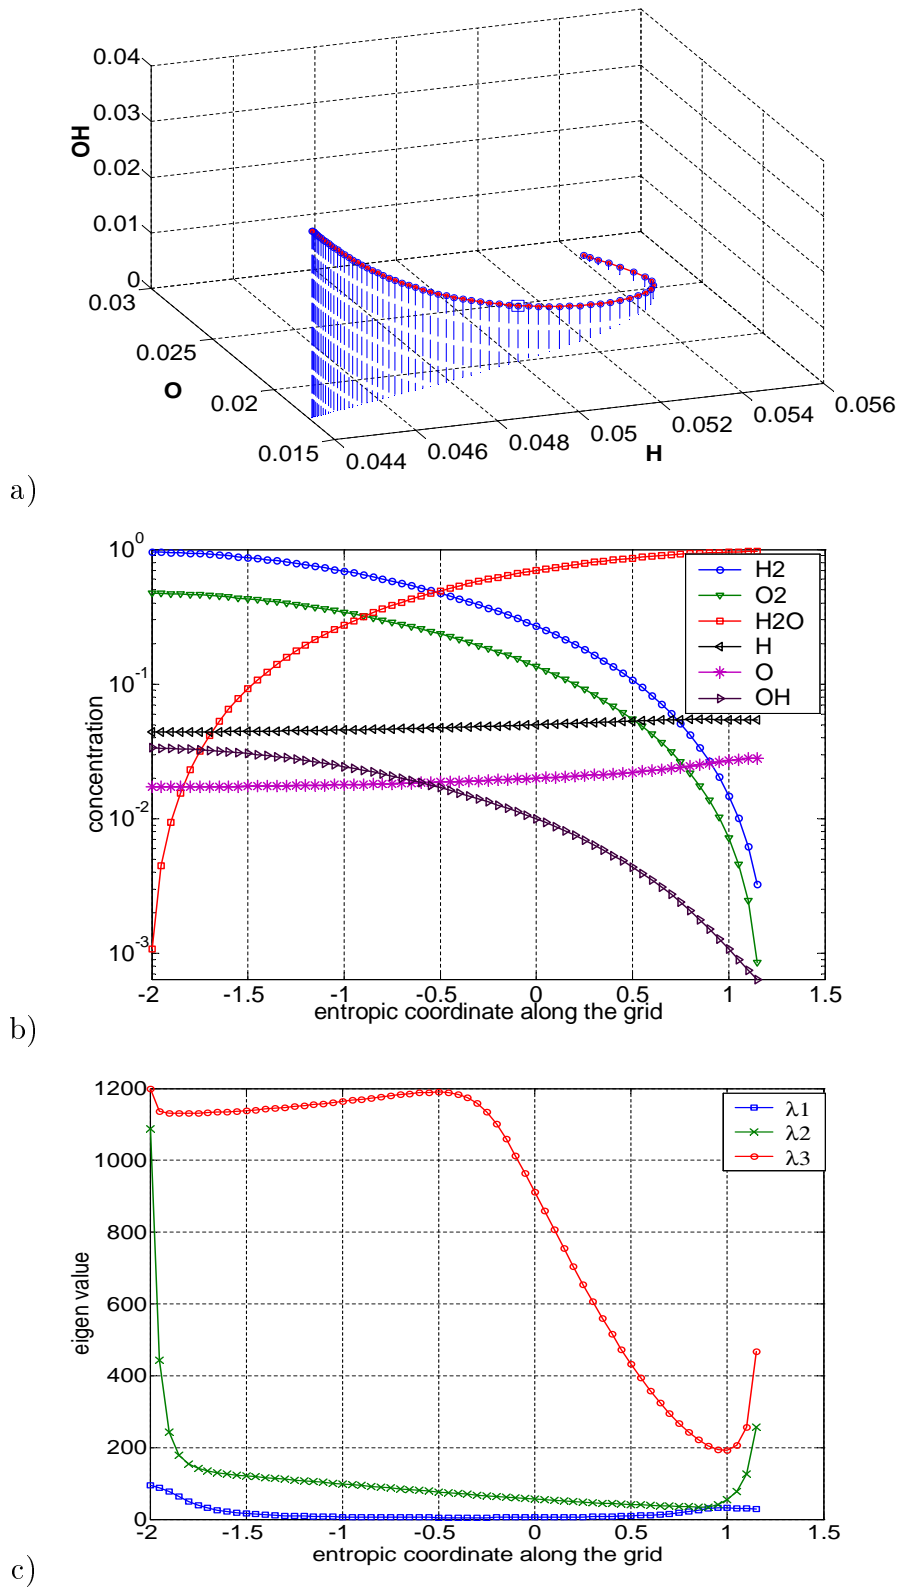 0.04
0.03
0.02
0.01
0
OH
0.03
0.025
0.02
0.015
O
0.044
0.046
0.048
0.05
0.052
0.054
0.056
H
a)
10^0
10^-1
10^-2
10^-3
concentration
H2
O2
H2O
H
O
OH
-2 -1.5 -1 -0.5 0 0.5 1 1.5
entropic coordinate along the grid
b)
1200
1000
800
600
400
200
0
eigen value
λ1
λ2
λ3
-2 -1.5 -1 -0.5 0 0.5 1 1.5
entropic coordinate along the grid
c)